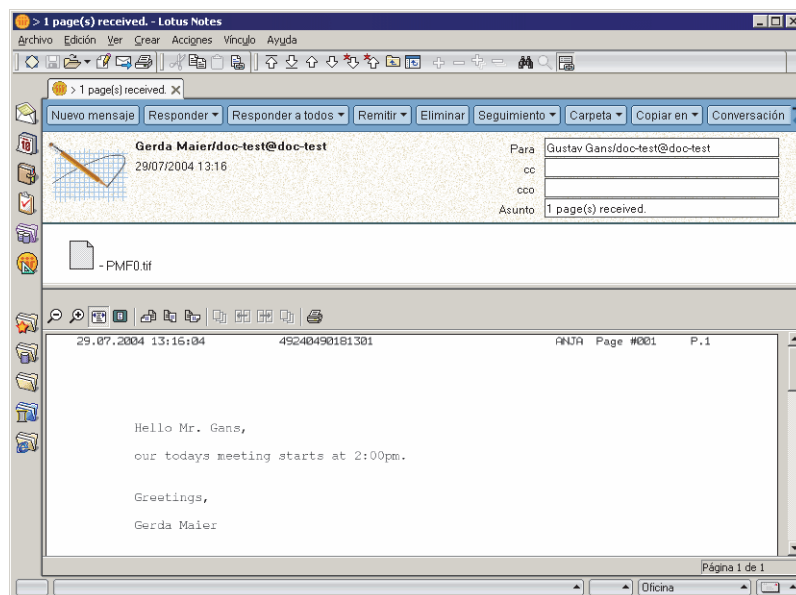 > 1 page(s) received. - Lotus Notes
Archivo Edición Ver Crear Acciones Vínculo Ayuda
> 1 page(s) received.
Nuevo mensaje Responder Responder a todos Remitir Eliminar Seguimiento Carpeta Copiar en Conversación
Gerda Maier/doc-test@doc-test
29/07/2004 13:16
Para Gustav Gans/doc-test@doc-test
cc
cco
Asunto 1 page(s) received.
- PMF0.tif
29.07.2004 13:16:04 49240490181301 ANJA Page #001 P.1
Hello Mr. Gans,
our todays meeting starts at 2:00pm.
Greetings,
Gerda Maier
Página 1 de 1
Oficina